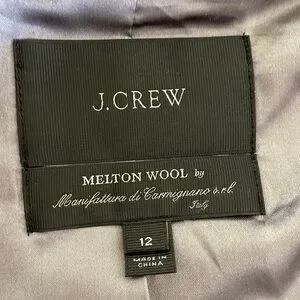 J.CREW
MELTON WOOL by
Manifattura di Carmignano s.r.l.
Italy
12
MADE IN
CHINA